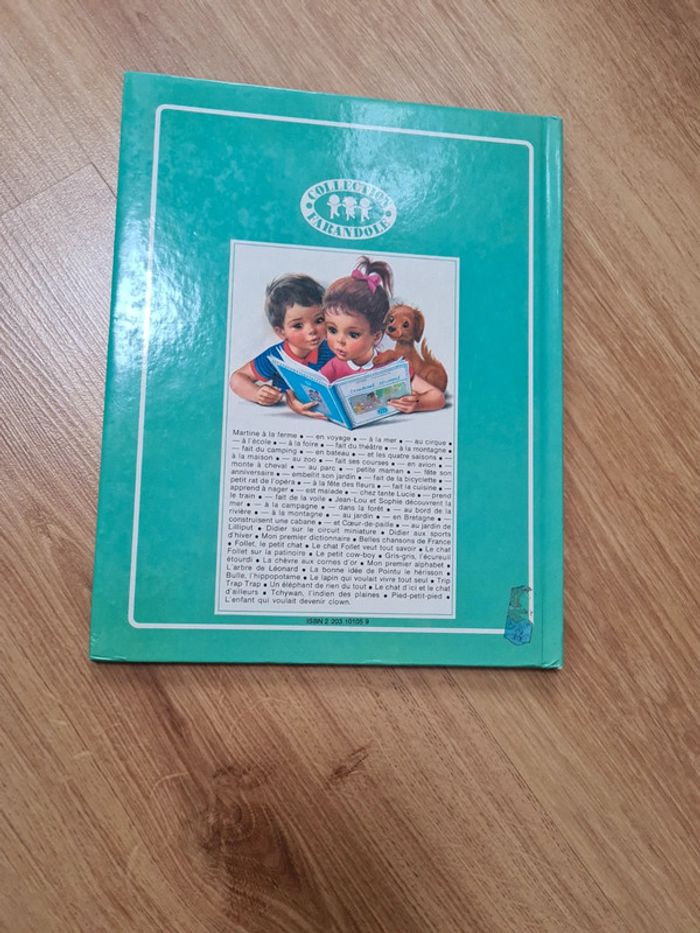 COLLECTION
FARANDOLE
Martine à la ferme • — en voyage • — à la mer • — au cirque •
— à l'école • — à la foire • — fait du théâtre • — à la montagne
• — fait du camping • — en bateau • — et les quatre saisons • —
à la maison • — au zoo • — fait ses courses • — en avion • —
monte à cheval • — au parc • — petite maman • — fête son
anniversaire • — embellit son jardin • — fait de la bicyclette •—
petit rat de l'opéra • — à la fête des fleurs • — fait la cuisine •—
apprend à nager • — est malade • — chez tante Lucie • — prend
le train • — fait de la voile • Jean-Lou et Sophie découvrent la
mer • — à la campagne • — dans la forêt • — au bord de la
rivière • — à la montagne • — au jardin • — en Bretagne • —
construisent une cabane • — et Cœur-de-paille • — au jardin de
Lilliput • Didier sur le circuit miniature • Didier aux sports
d'hiver • Mon premier dictionnaire • Belles chansons de France
• Follet, le petit chat • Le chat Follet veut tout savoir • Le chat
Follet sur la patinoire • Le petit cow-boy • Gris-gris, l'écureuil
étourdi • La chèvre aux cornes d'or • Mon premier alphabet •
L'arbre de Léonard • La bonne idée de Pointu le hérisson •
Bulle, l'hippopotame • Le lapin qui voulait vivre tout seul • Trip
Trap Trap • Un éléphant de rien du tout • Le chat d'ici et le chat
d'ailleurs • Tchywan, l'indien des plaines • Pied-petit-pied •
L'enfant qui voulait devenir clown.
ISBN 2 203 10105 9